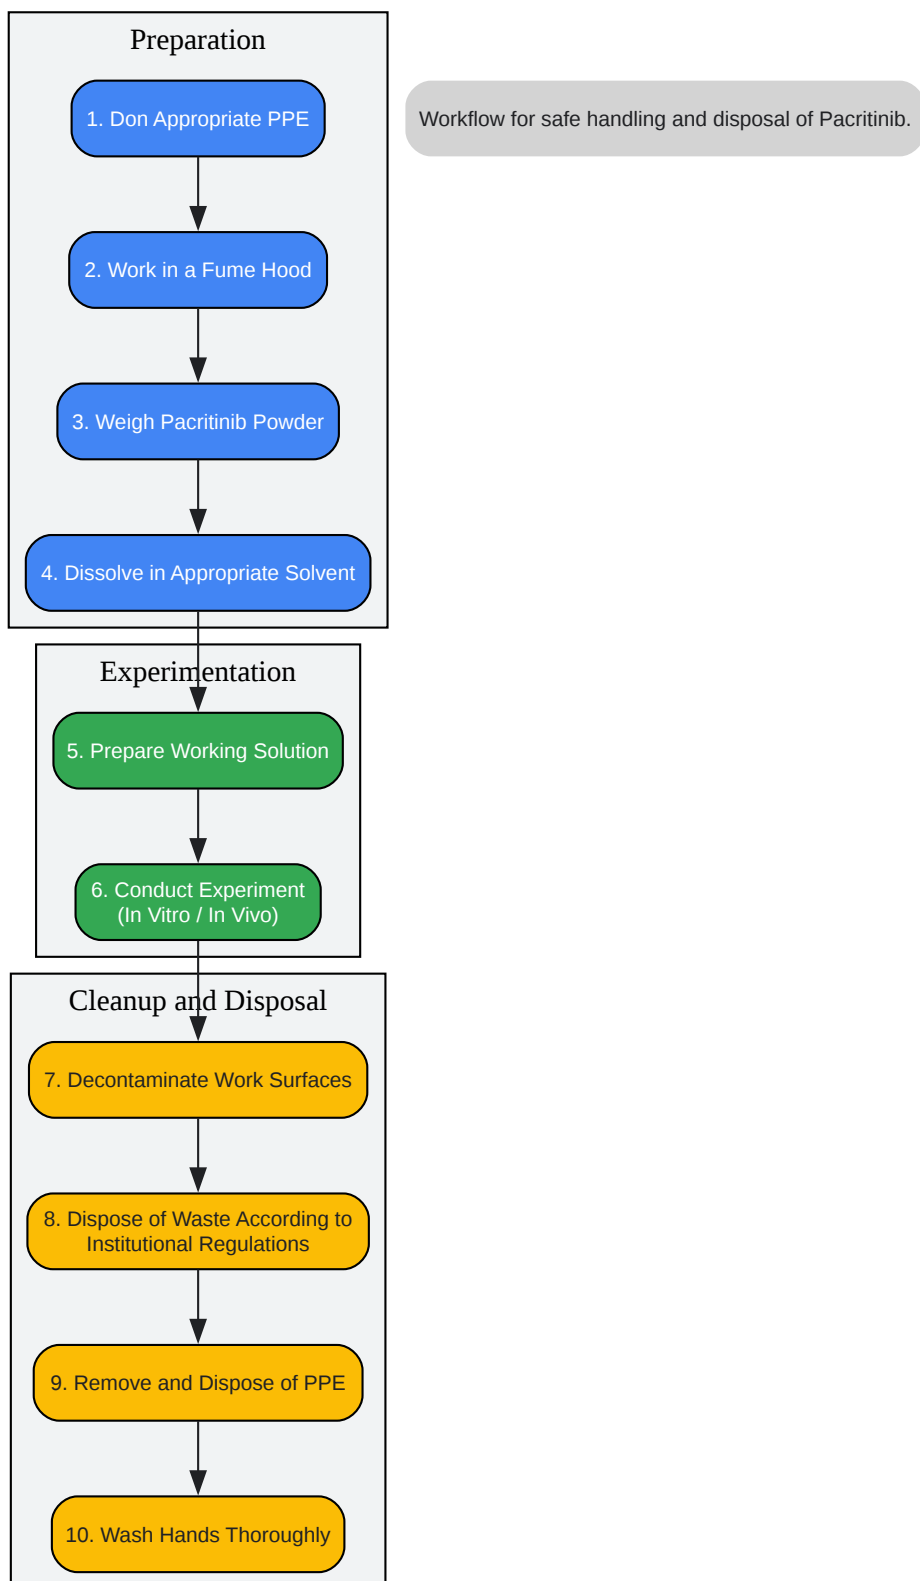 Preparation
1. Don Appropriate PPE
Workflow for safe handling and disposal of Pacritinib.
2. Work in a Fume Hood
3. Weigh Pacritinib Powder
4. Dissolve in Appropriate Solvent
Experimentation
5. Prepare Working Solution
6. Conduct Experiment
(In Vitro / In Vivo)
Cleanup and Disposal
7. Decontaminate Work Surfaces
8. Dispose of Waste According to
Institutional Regulations
9. Remove and Dispose of PPE
10. Wash Hands Thoroughly